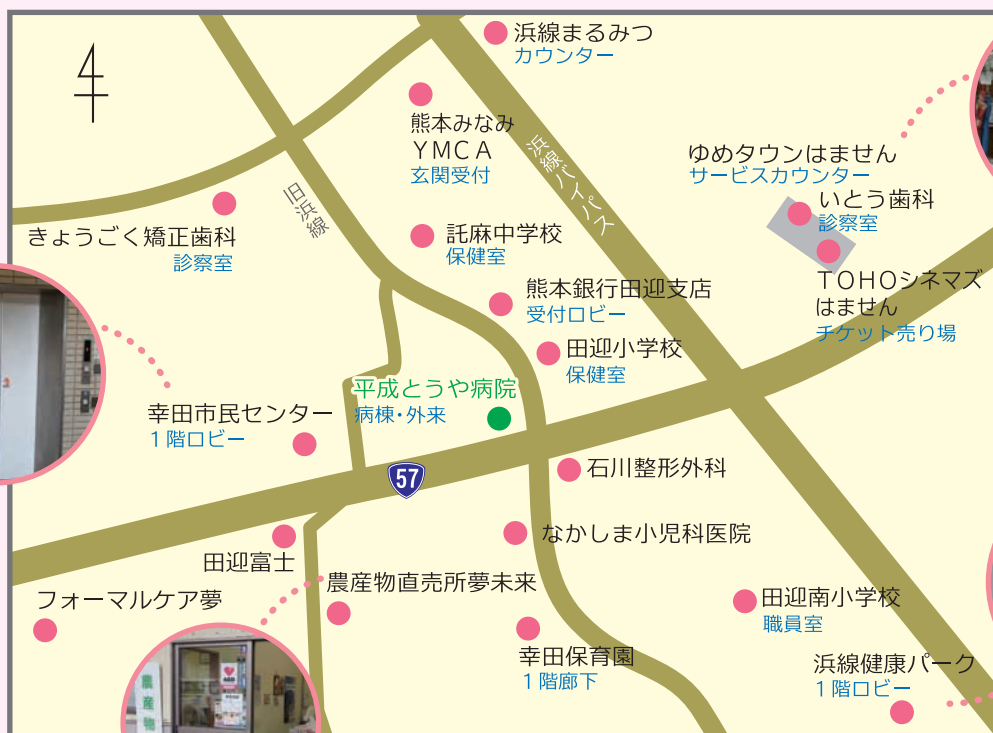 浜線まるみつ
カウンター
熊本みなみ
YMCA
玄関受付
浜線バイパス
ゆめタウンはません
サービスカウンター
いとう歯科
診察室
旧浜線
きょうごく矯正歯科
診察室
託麻中学校
保健室
TOHOシネマズ
はません
チケット売り場
熊本銀行田迎支店
受付ロビー
田迎小学校
保健室
平成とうや病院
病棟・外来
幸田市民センター
1階ロビー
57
石川整形外科
なかしま小児科医院
田迎富士
農産物直売所夢未来
フォーマルケア夢
田迎南小学校
職員室
幸田保育園
1階廊下
浜線健康パーク
1階ロビー
農産物
AED